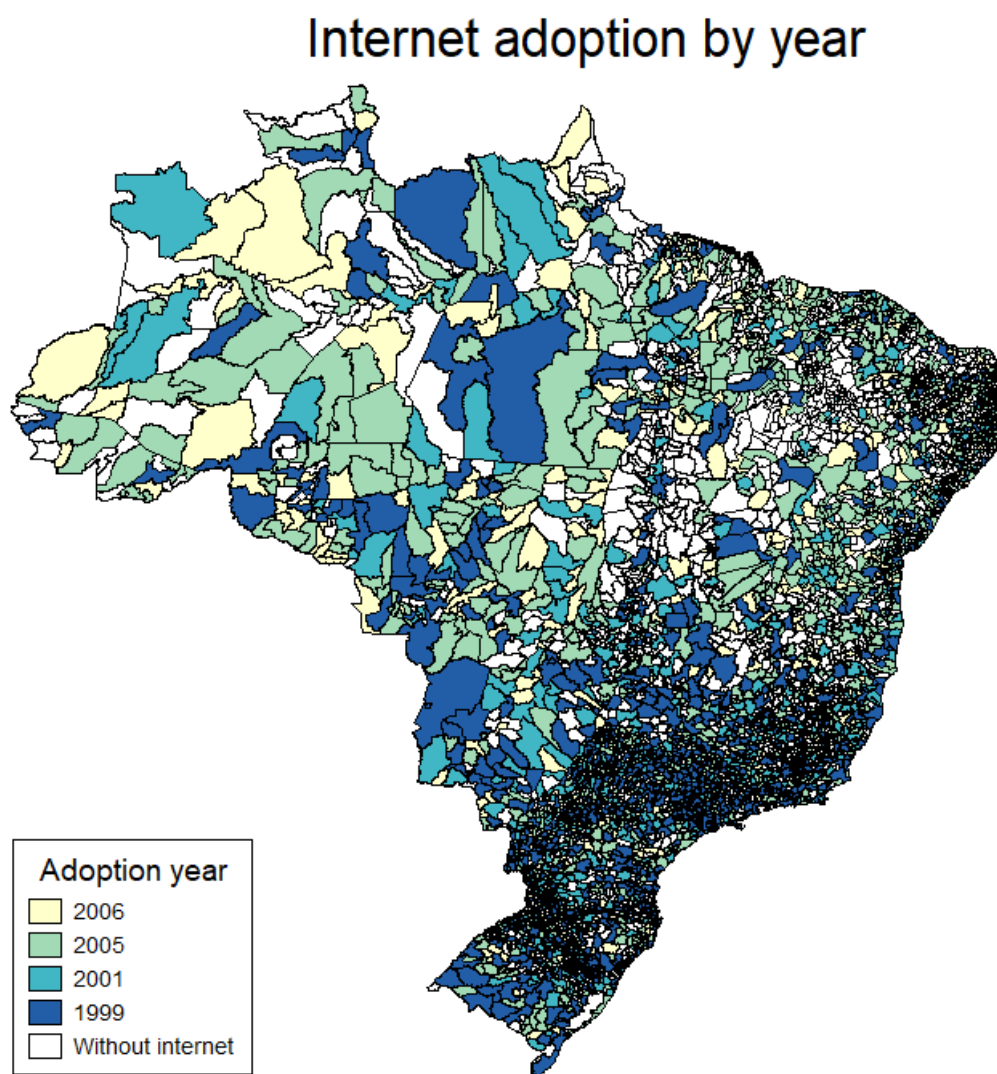 Internet adoption by year
Adoption year
2006
2005
2001
1999
Without internet